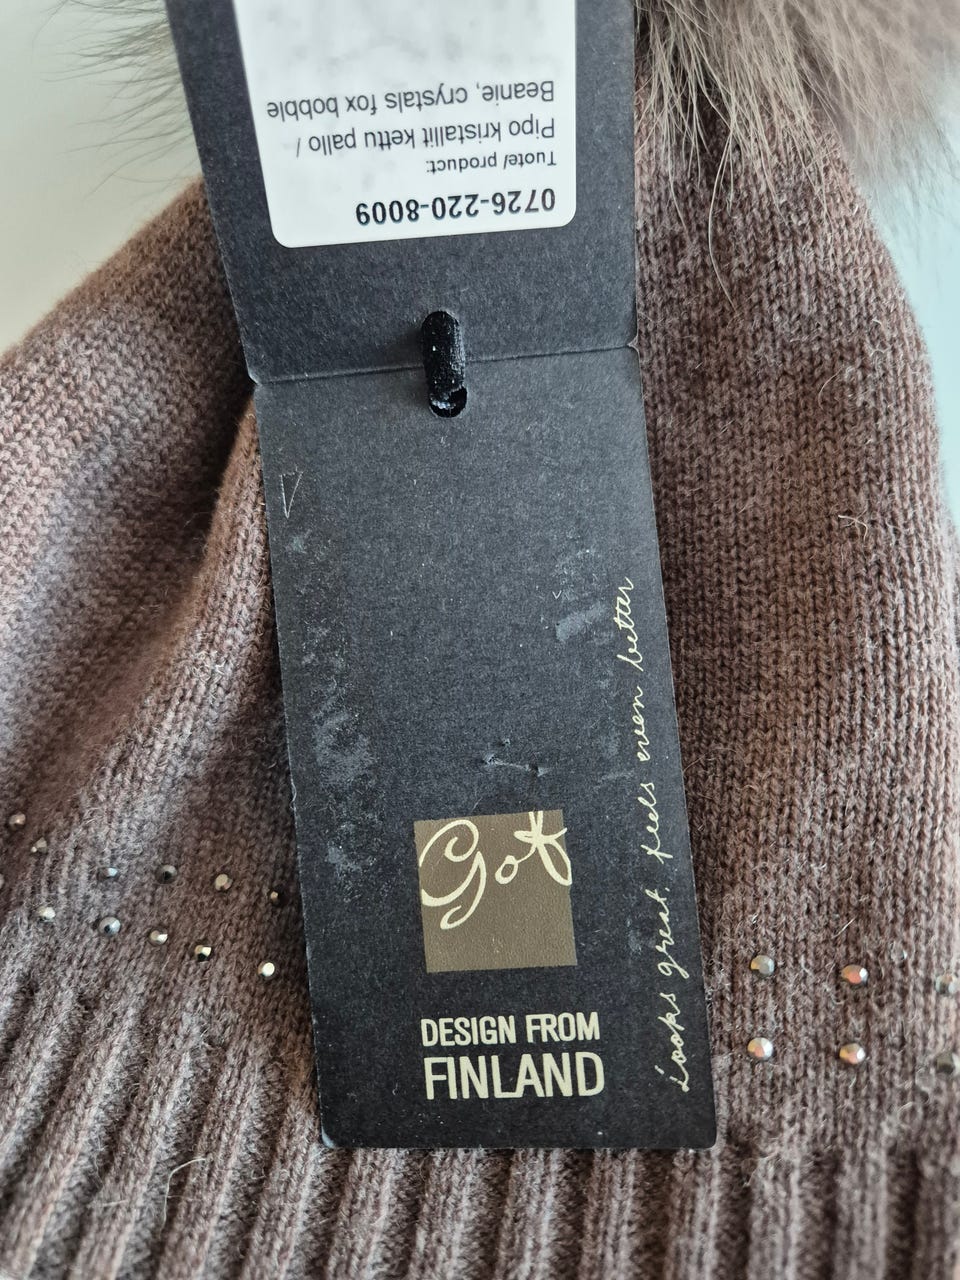 0726-220-8009
Tuote/ product:
Pipo kristallit kettu pallo /
Beanie, crystals fox bobble
Gof
DESIGN FROM
FINLAND
Looks great, feels even better